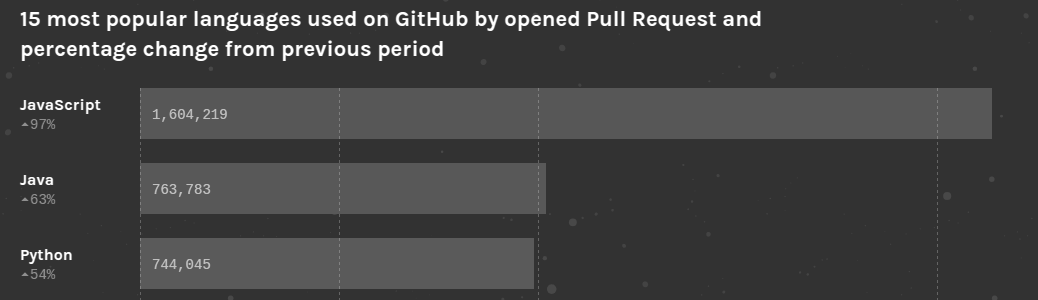 15 most popular languages used on GitHub by opened Pull Request and
percentage change from previous period
JavaScript
97%
1,604,219
Java
63%
763,783
Python
54%
744,045